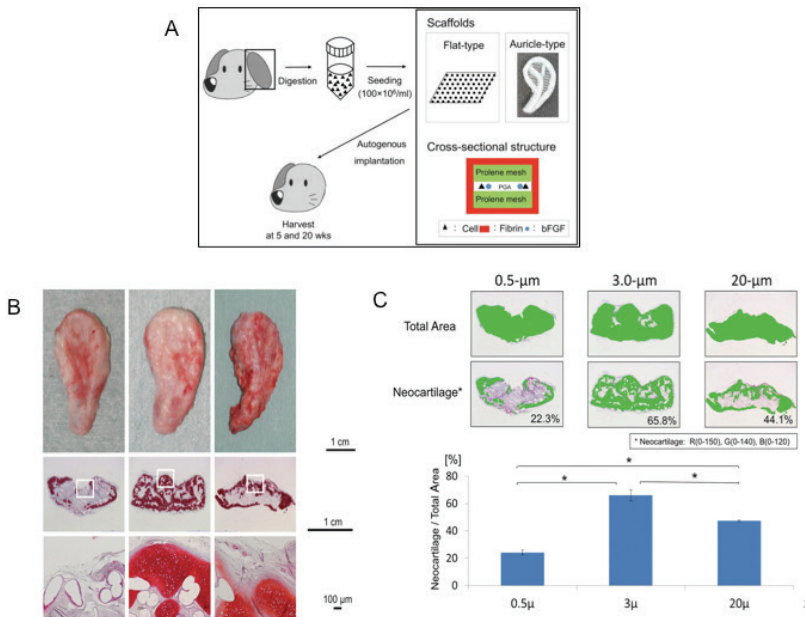 A
Scaffolds
Flat-type
Auricle-type
Digestion
Seeding
(100×10⁶/ml)
Autogenous
implantation
Cross-sectional structure
Prolene mesh
PGA
Prolene mesh
Harvest
at 5 and 20 wks
: Cell : Fibrin : bFGF
B
1 cm
1 cm
100 µm
C
0.5-µm 3.0-µm 20-µm
Total Area
Neocartilage*
22.3% 65.8% 44.1%
* Neocartilage: R(0-150), G(0-140), B(0-120)
[%]
Neocartilage / Total Area
80
60
40
20
0
* * *
0.5µ 3µ 20µ